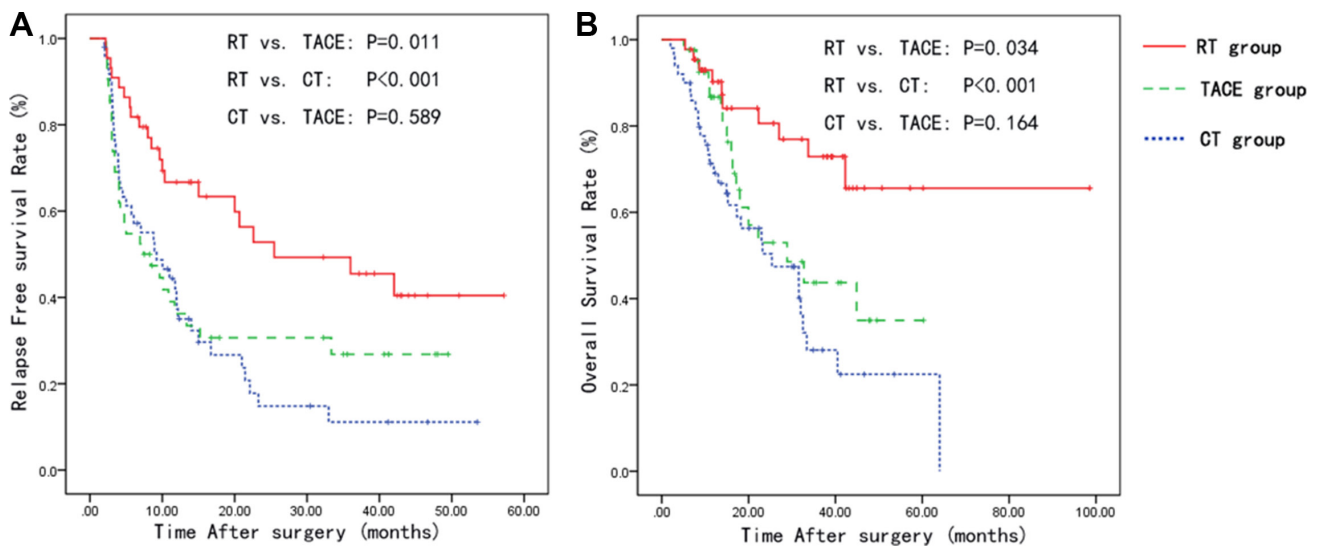 A
RT vs. TACE: P=0.011
RT vs. CT: P<0.001
CT vs. TACE: P=0.589
Relapse Free survival Rate (%)
1.0
0.8
0.6
0.4
0.2
0.0
.00 10.00 20.00 30.00 40.00 50.00 60.00
Time After surgery (months)
B
RT vs. TACE: P=0.034
RT vs. CT: P<0.001
CT vs. TACE: P=0.164
Overall Survival Rate (%)
1.0
0.8
0.6
0.4
0.2
0.0
.00 20.00 40.00 60.00 80.00 100.00
Time After surgery (months)
RT group
TACE group
CT group